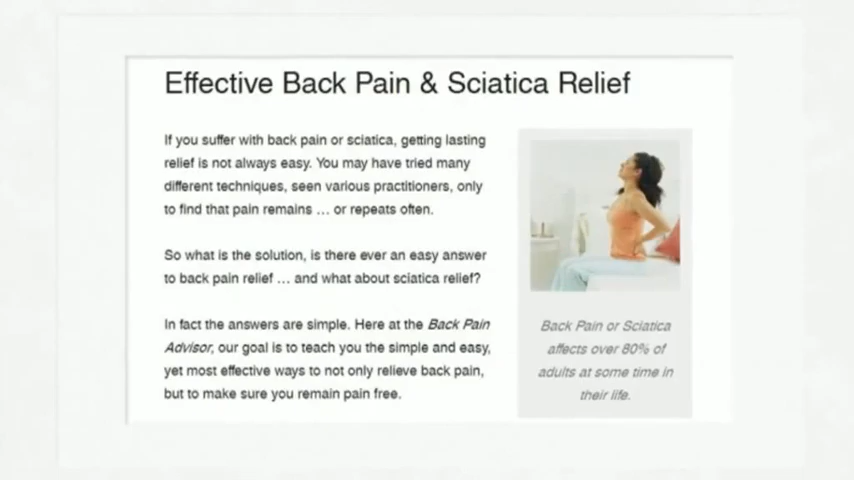 Effective Back Pain & Sciatica Relief
If you suffer with back pain or sciatica, getting lasting
relief is not always easy. You may have tried many
different techniques, seen various practitioners, only
to find that pain remains ... or repeats often.
So what is the solution, is there ever an easy answer
to back pain relief ... and what about sciatica relief?
In fact the answers are simple. Here at the Back Pain
Advisor, our goal is to teach you the simple and easy,
yet most effective ways to not only relieve back pain,
but to make sure you remain pain free.
Back Pain or Sciatica
affects over 80% of
adults at some time in
their life.